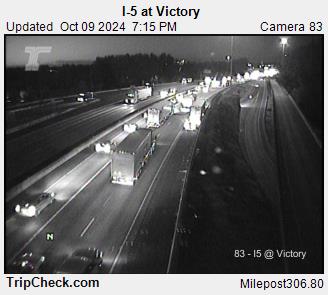 I-5 at Victory
Updated Oct 09 2024 7:15 PM Camera 83
T
N
83 - I5 @ Victory
TripCheck.com Milepost306.80